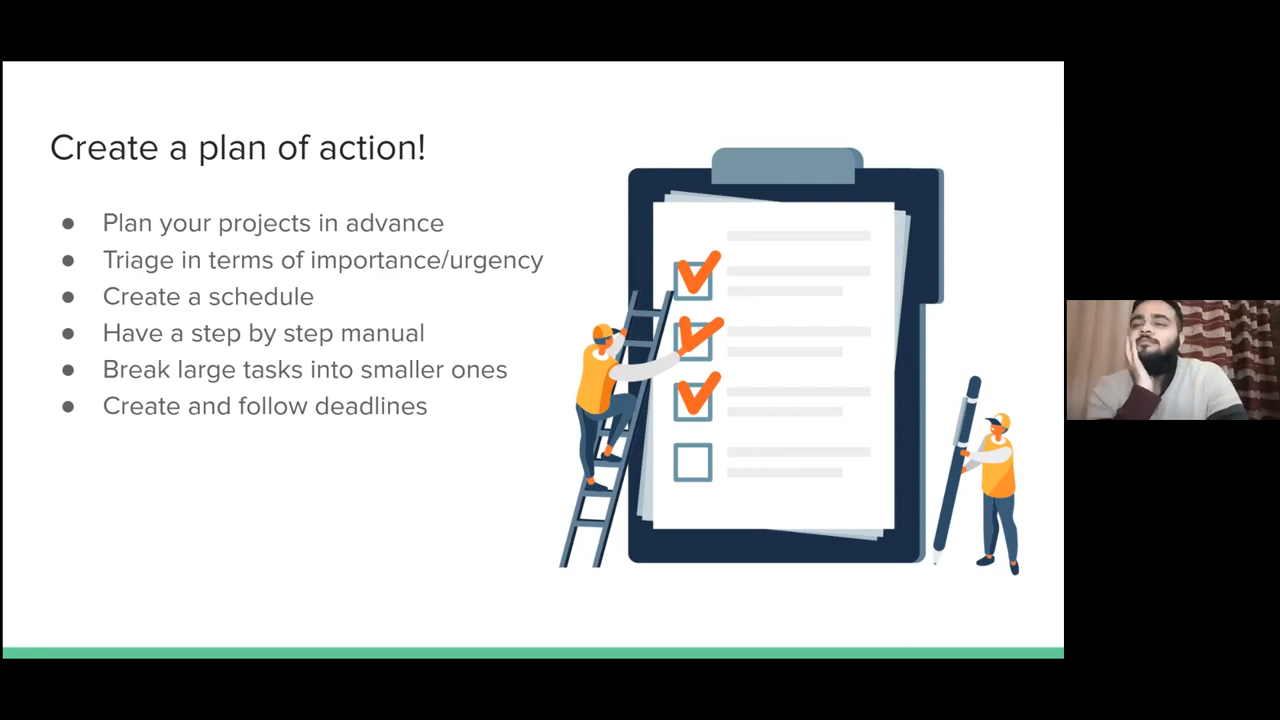 Create a plan of action!
● Plan your projects in advance
● Triage in terms of importance/urgency
● Create a schedule
● Have a step by step manual
● Break large tasks into smaller ones
● Create and follow deadlines